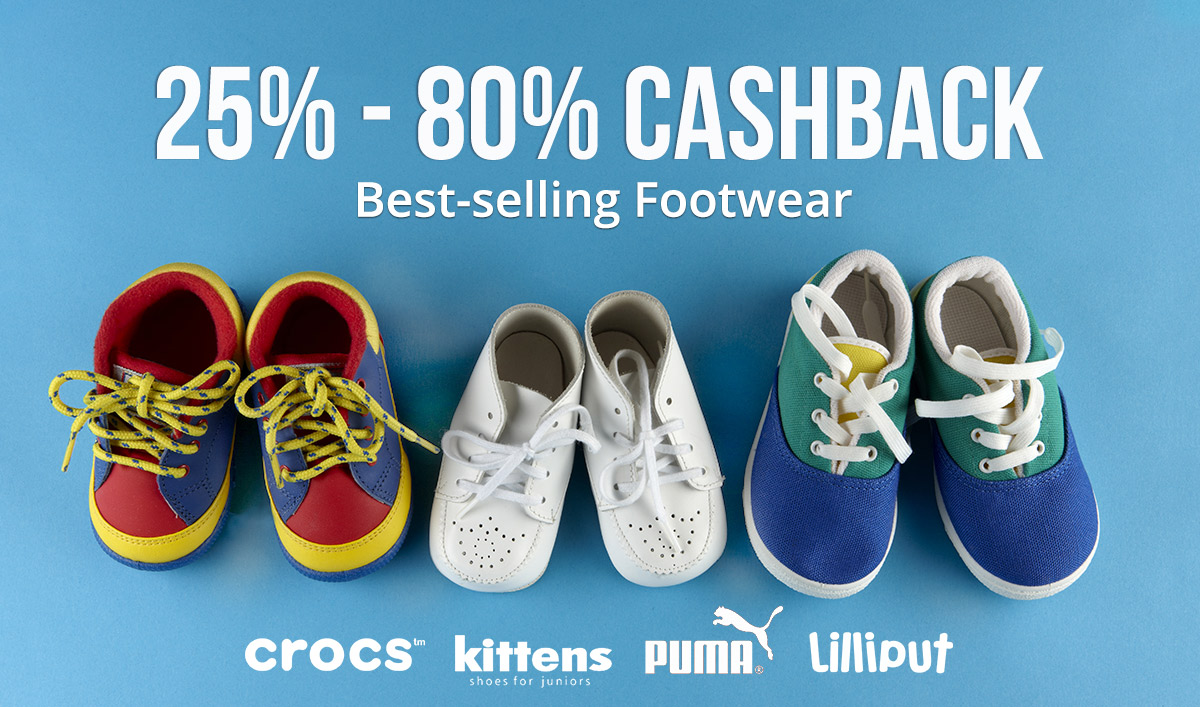 25% - 80% CASHBACK
Best-selling Footwear
crocs™
kittens
shoes for juniors
PUMA®
Lilliput